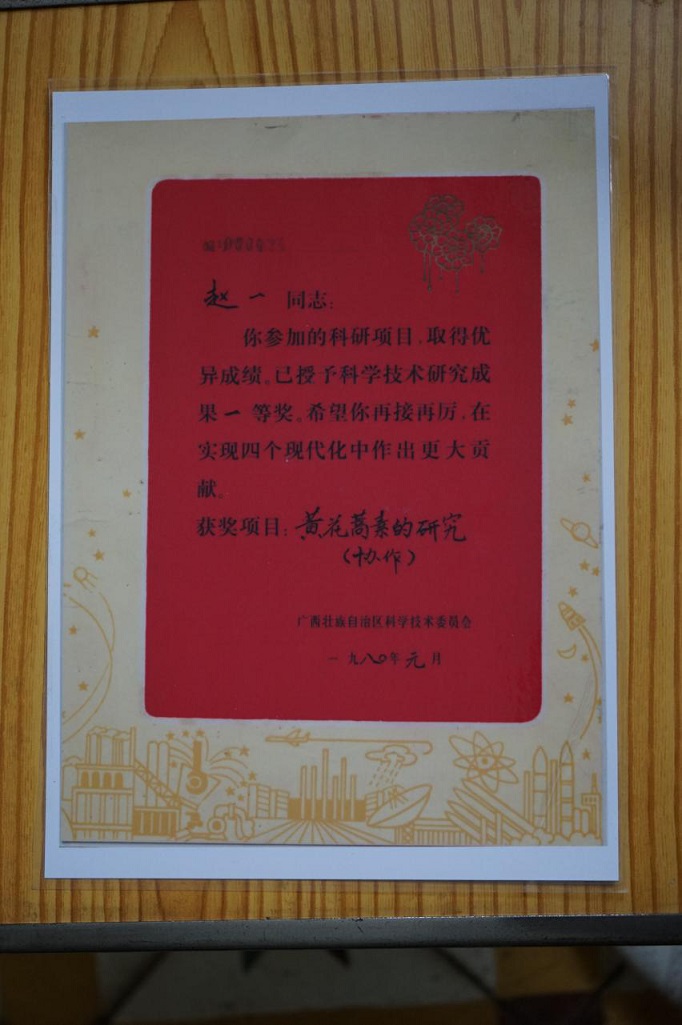 赵一 同志:
你参加的科研项目,取得优
异成绩。已授予科学技术研究成
果一等奖。希望你再接再厉,在
实现四个现代化中作出更大贡
献。
获奖项目:黄花蒿素的研究
(协作)
广西壮族自治区科学技术委员会
一九八〇年元月